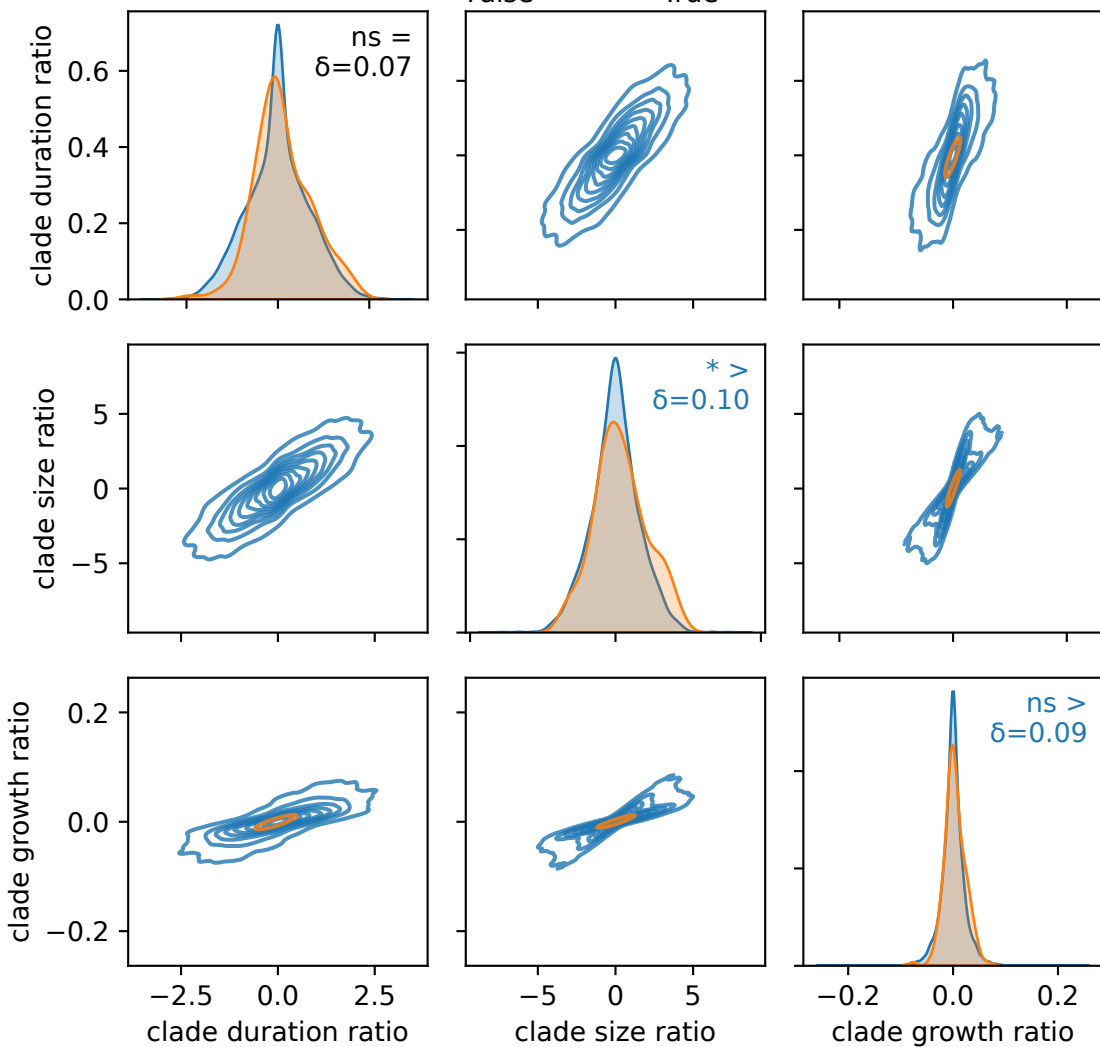 ns =
δ=0.07
0.6
0.4
0.2
0.0
clade duration ratio
* >
δ=0.10
5
0
−5
clade size ratio
ns >
δ=0.09
0.2
0.0
−0.2
clade growth ratio
−2.5 0.0 2.5
−5 0 5
−0.2 0.0 0.2
clade duration ratio
clade size ratio
clade growth ratio